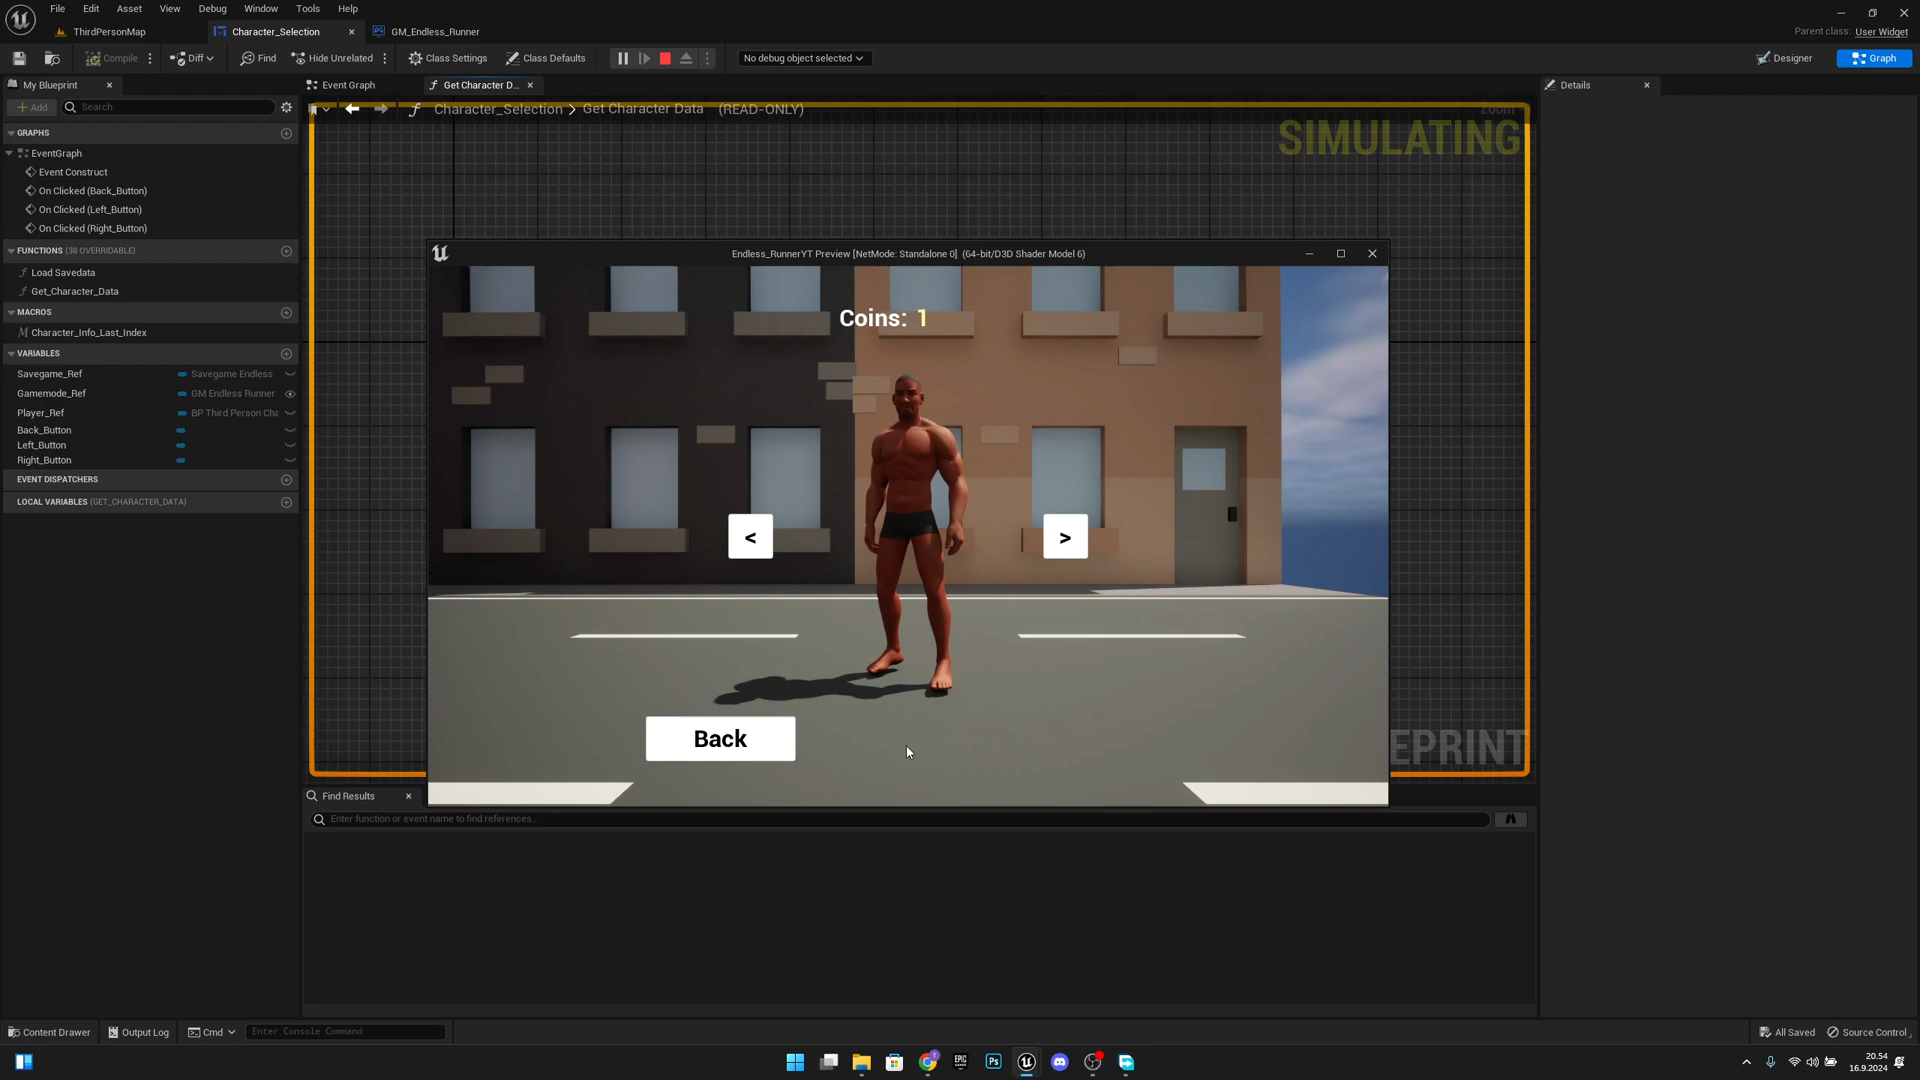 File Edit Asset View Debug Window Tools Help
ThirdPersonMap Character_Selection GM_Endless_Runner Parent class: User Widget
Compile Diff Find Hide Unrelated Class Settings Class Defaults No debug object selected Designer Graph
My Blueprint Event Graph Get Character D... Details
Add Search Character_Selection > Get Character Data (READ-ONLY) Zoom
SIMULATING
GRAPHS
EventGraph
Event Construct
On Clicked (Back_Button)
On Clicked (Left_Button)
On Clicked (Right_Button)
FUNCTIONS (38 OVERRIDABLE)
Load Savedata
Get_Character_Data
MACROS
Character_Info_Last_Index
VARIABLES
Savegame_Ref Savegame Endless
Gamemode_Ref GM Endless Runner
Player_Ref BP Third Person Cha
Back_Button
Left_Button
Right_Button
EVENT DISPATCHERS
LOCAL VARIABLES (GET_CHARACTER_DATA)
Endless_RunnerYT Preview [NetMode: Standalone 0] (64-bit/D3D Shader Model 6)
Coins: 1
< >
Back
EPRINT
Find Results
Enter function or event name to find references...
Content Drawer Output Log Cmd Enter Console Command All Saved Source Control
EPIC GAMES Ps
20.54
16.9.2024